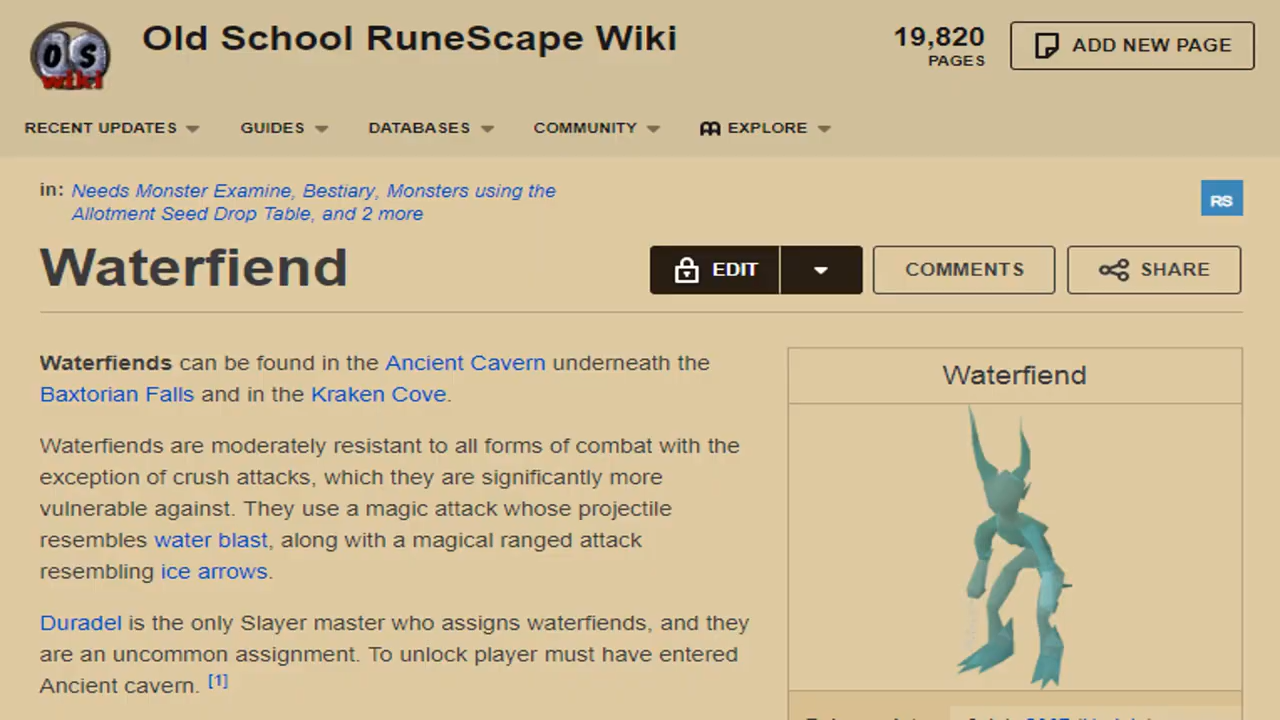 OS
wiki
Old School RuneScape Wiki
19,820
PAGES
ADD NEW PAGE
RECENT UPDATES
GUIDES
DATABASES
COMMUNITY
EXPLORE
in: Needs Monster Examine, Bestiary, Monsters using the
Allotment Seed Drop Table, and 2 more
RS
Waterfiend
EDIT
COMMENTS
SHARE
Waterfiends can be found in the Ancient Cavern underneath the
Baxtorian Falls and in the Kraken Cove.
Waterfiends are moderately resistant to all forms of combat with the
exception of crush attacks, which they are significantly more
vulnerable against. They use a magic attack whose projectile
resembles water blast, along with a magical ranged attack
resembling ice arrows.
Duradel is the only Slayer master who assigns waterfiends, and they
are an uncommon assignment. To unlock player must have entered
Ancient cavern. [1]
Waterfiend